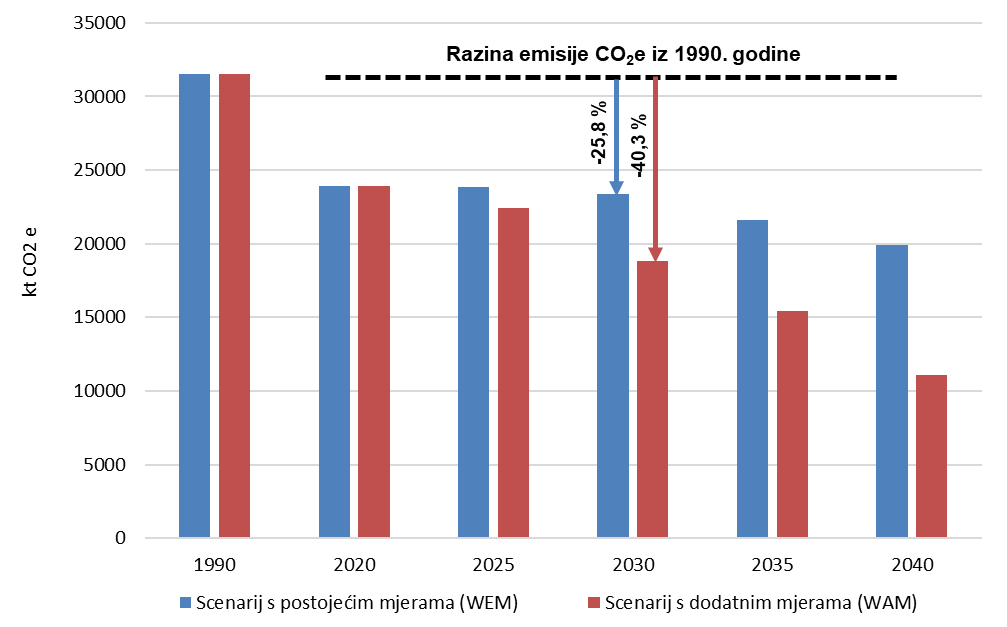 35000
30000
25000
20000
15000
10000
5000
0
kt CO2 e
Razina emisije CO₂e iz 1990. godine
-25,8 %
-40,3 %
1990 2020 2025 2030 2035 2040
Scenarij s postojećim mjerama (WEM) Scenarij s dodatnim mjerama (WAM)